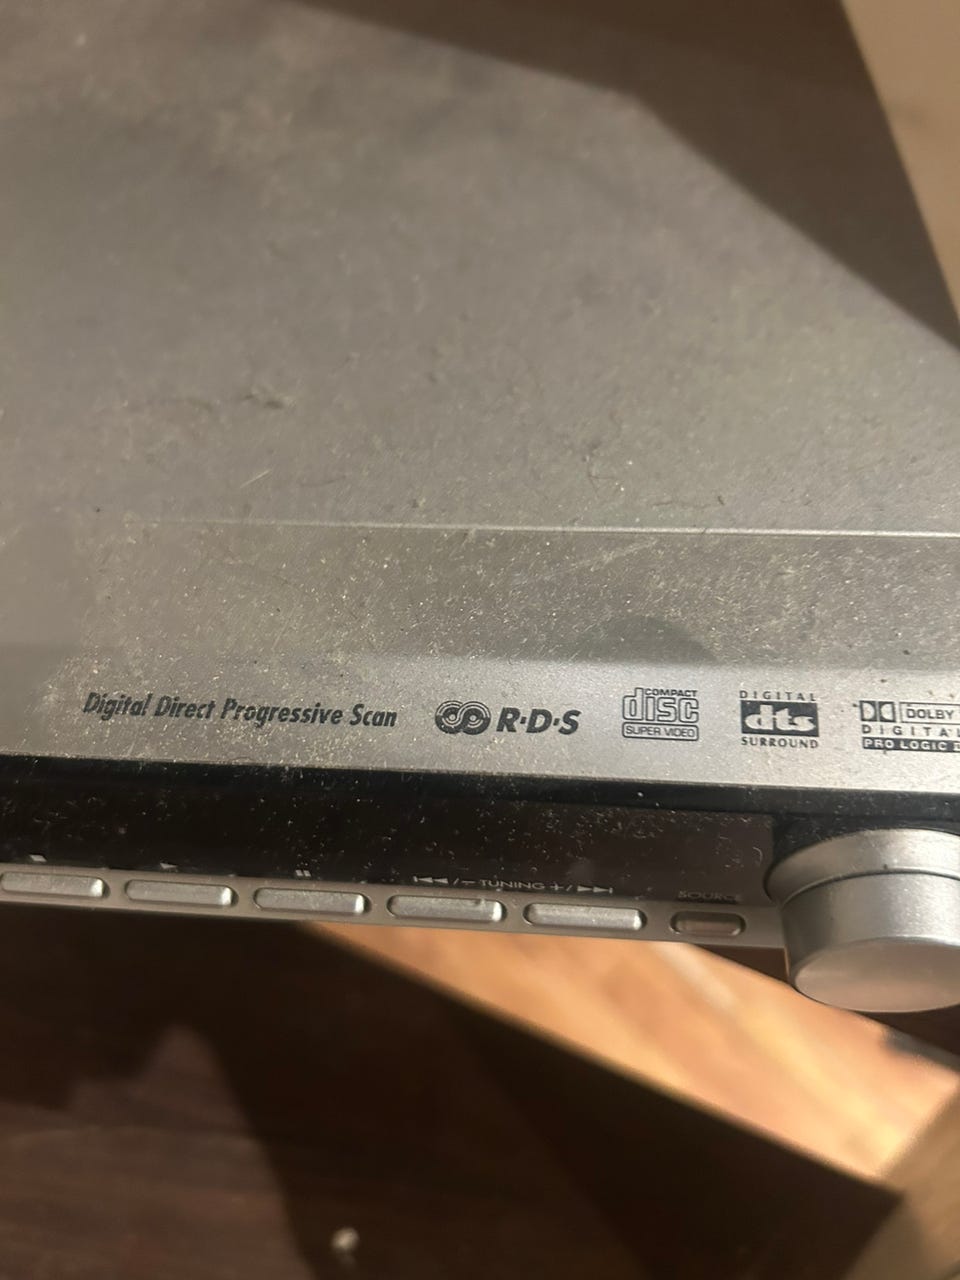 Digital Direct Progressive Scan
R·D·S
COMPACT
disc
SUPER VIDEO
DIGITAL
dts
SURROUND
DOLBY
DIGITAL
PRO LOGIC
TUNING
SOURCE